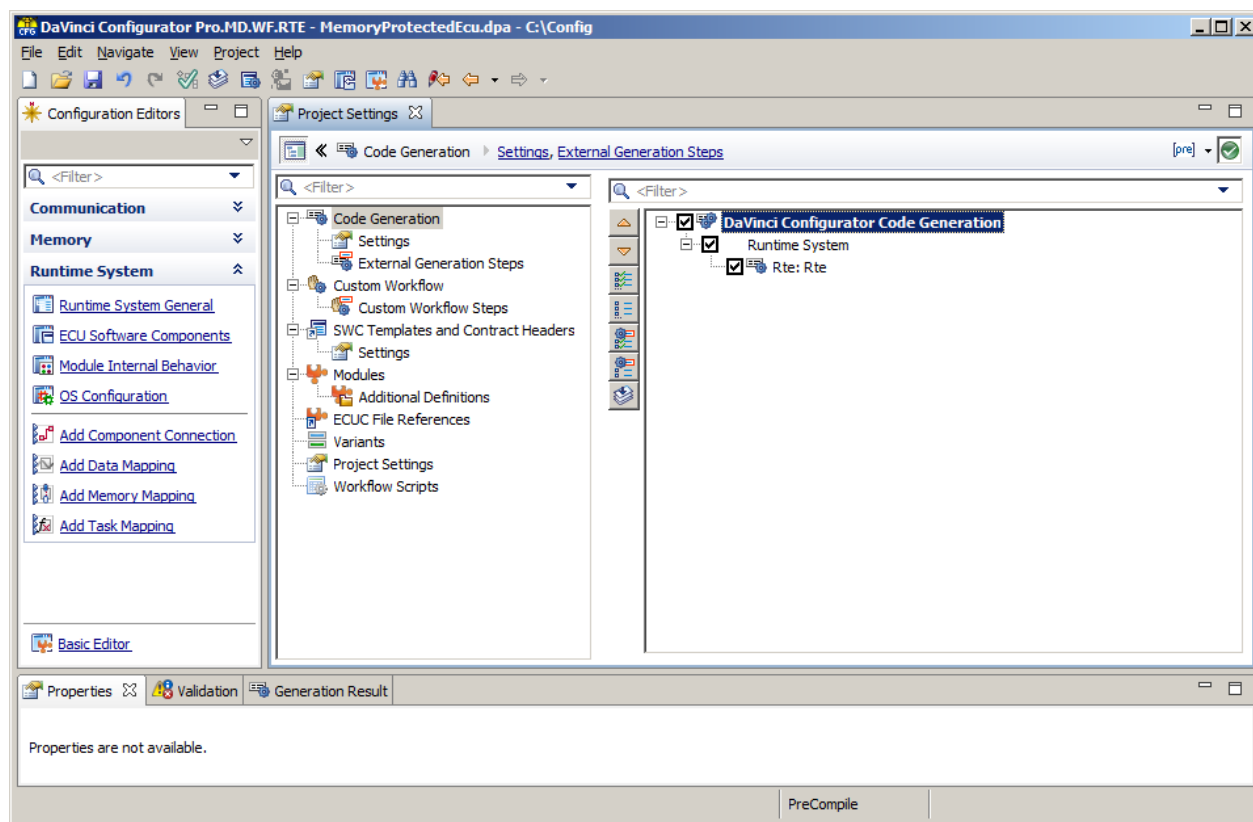 DaVinci Configurator Pro.MD.WF.RTE - MemoryProtectedEcu.dpa - C:\Config
File Edit Navigate View Project Help
Configuration Editors
<Filter>
Communication
Memory
Runtime System
Runtime System General
ECU Software Components
Module Internal Behavior
OS Configuration
Add Component Connection
Add Data Mapping
Add Memory Mapping
Add Task Mapping
Basic Editor
Project Settings
Code Generation Settings, External Generation Steps
[pre]
<Filter>
Code Generation
Settings
External Generation Steps
Custom Workflow
Custom Workflow Steps
SWC Templates and Contract Headers
Settings
Modules
Additional Definitions
ECUC File References
Variants
Project Settings
Workflow Scripts
<Filter>
DaVinci Configurator Code Generation
Runtime System
Rte: Rte
Properties Validation Generation Result
Properties are not available.
PreCompile